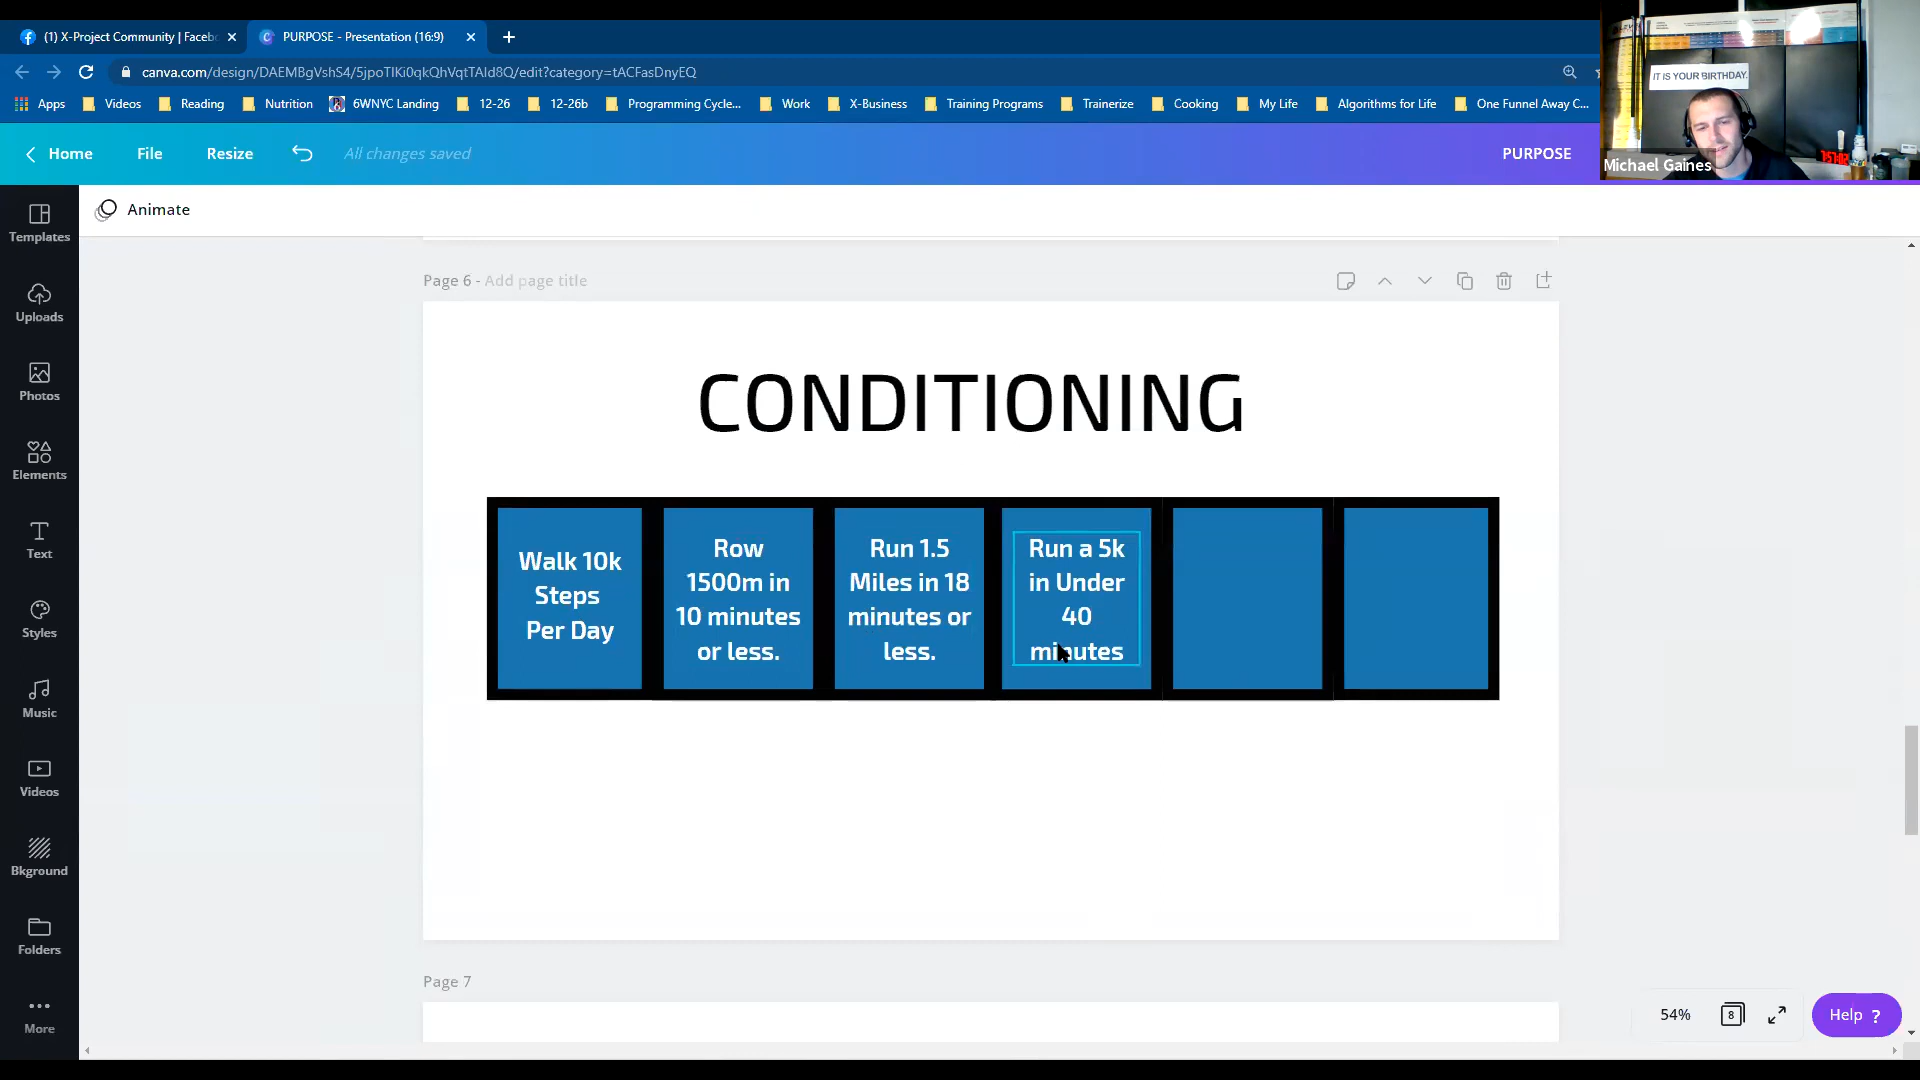 (1) X-Project Community | Faceb
PURPOSE - Presentation (16:9)
canva.com/design/DAEMBgVshS4/5jpoTlKi0qkQhVqtTAId8Q/edit?category=tACFasDnyEQ
Apps
Videos
Reading
Nutrition
6WNYC Landing
12-26
12-26b
Programming Cycle...
Work
X-Business
Training Programs
Trainerize
Cooking
My Life
Algorithms for Life
One Funnel Away C...
IT IS YOUR BIRTHDAY.
Michael Gaines
Home
File
Resize
All changes saved
PURPOSE
Animate
Templates
Uploads
Photos
Elements
Text
Styles
Music
Videos
Bkground
Folders
More
Page 6 - Add page title
CONDITIONING
Walk 10k
Steps
Per Day
Row
1500m in
10 minutes
or less.
Run 1.5
Miles in 18
minutes or
less.
Run a 5k
in Under
40
minutes
Page 7
54%
8
Help ?